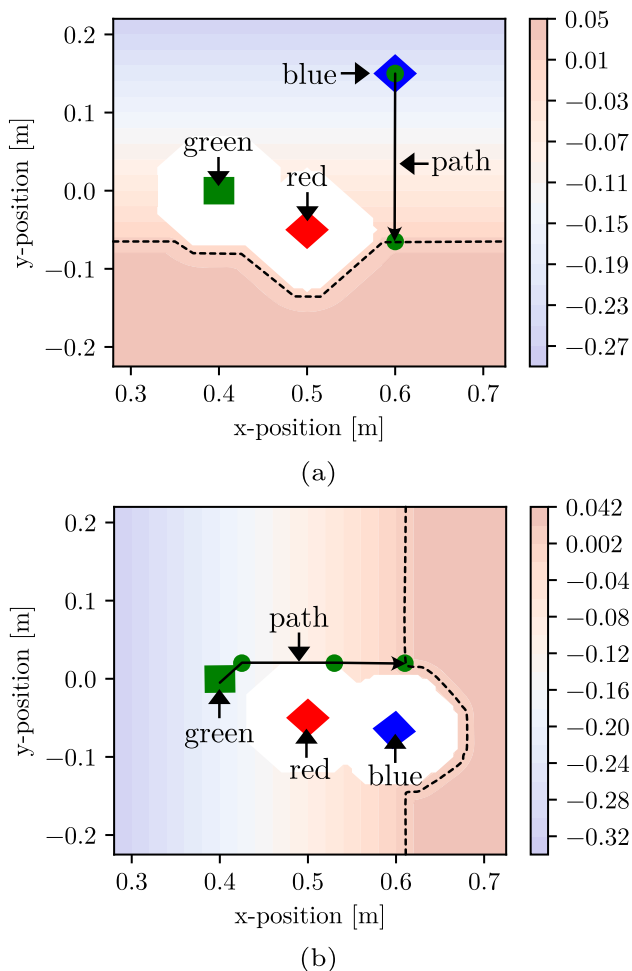 0.2
0.1
0.0
−0.1
−0.2
y-position [m]
blue
green
red
path
0.3 0.4 0.5 0.6 0.7
x-position [m]
0.05
0.01
−0.03
−0.07
−0.11
−0.15
−0.19
−0.23
−0.27
(a)
0.2
0.1
0.0
−0.1
−0.2
y-position [m]
path
green
red
blue
0.3 0.4 0.5 0.6 0.7
x-position [m]
0.042
0.002
−0.04
−0.08
−0.12
−0.16
−0.20
−0.24
−0.28
−0.32
(b)